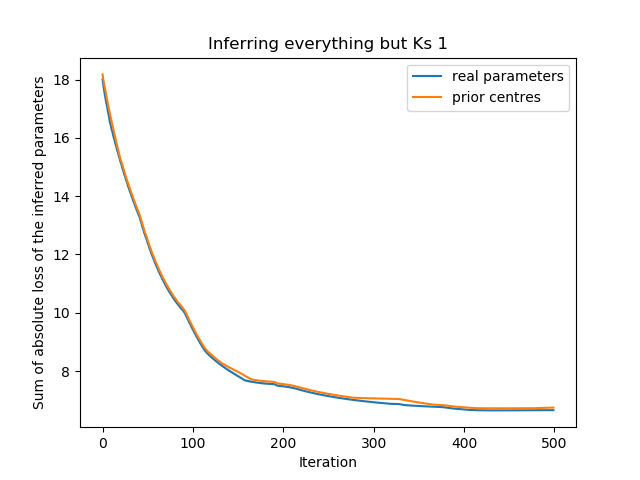 Inferring everything but Ks 1
real parameters
prior centres
Sum of absolute loss of the inferred parameters
18
16
14
12
10
8
0 100 200 300 400 500
Iteration